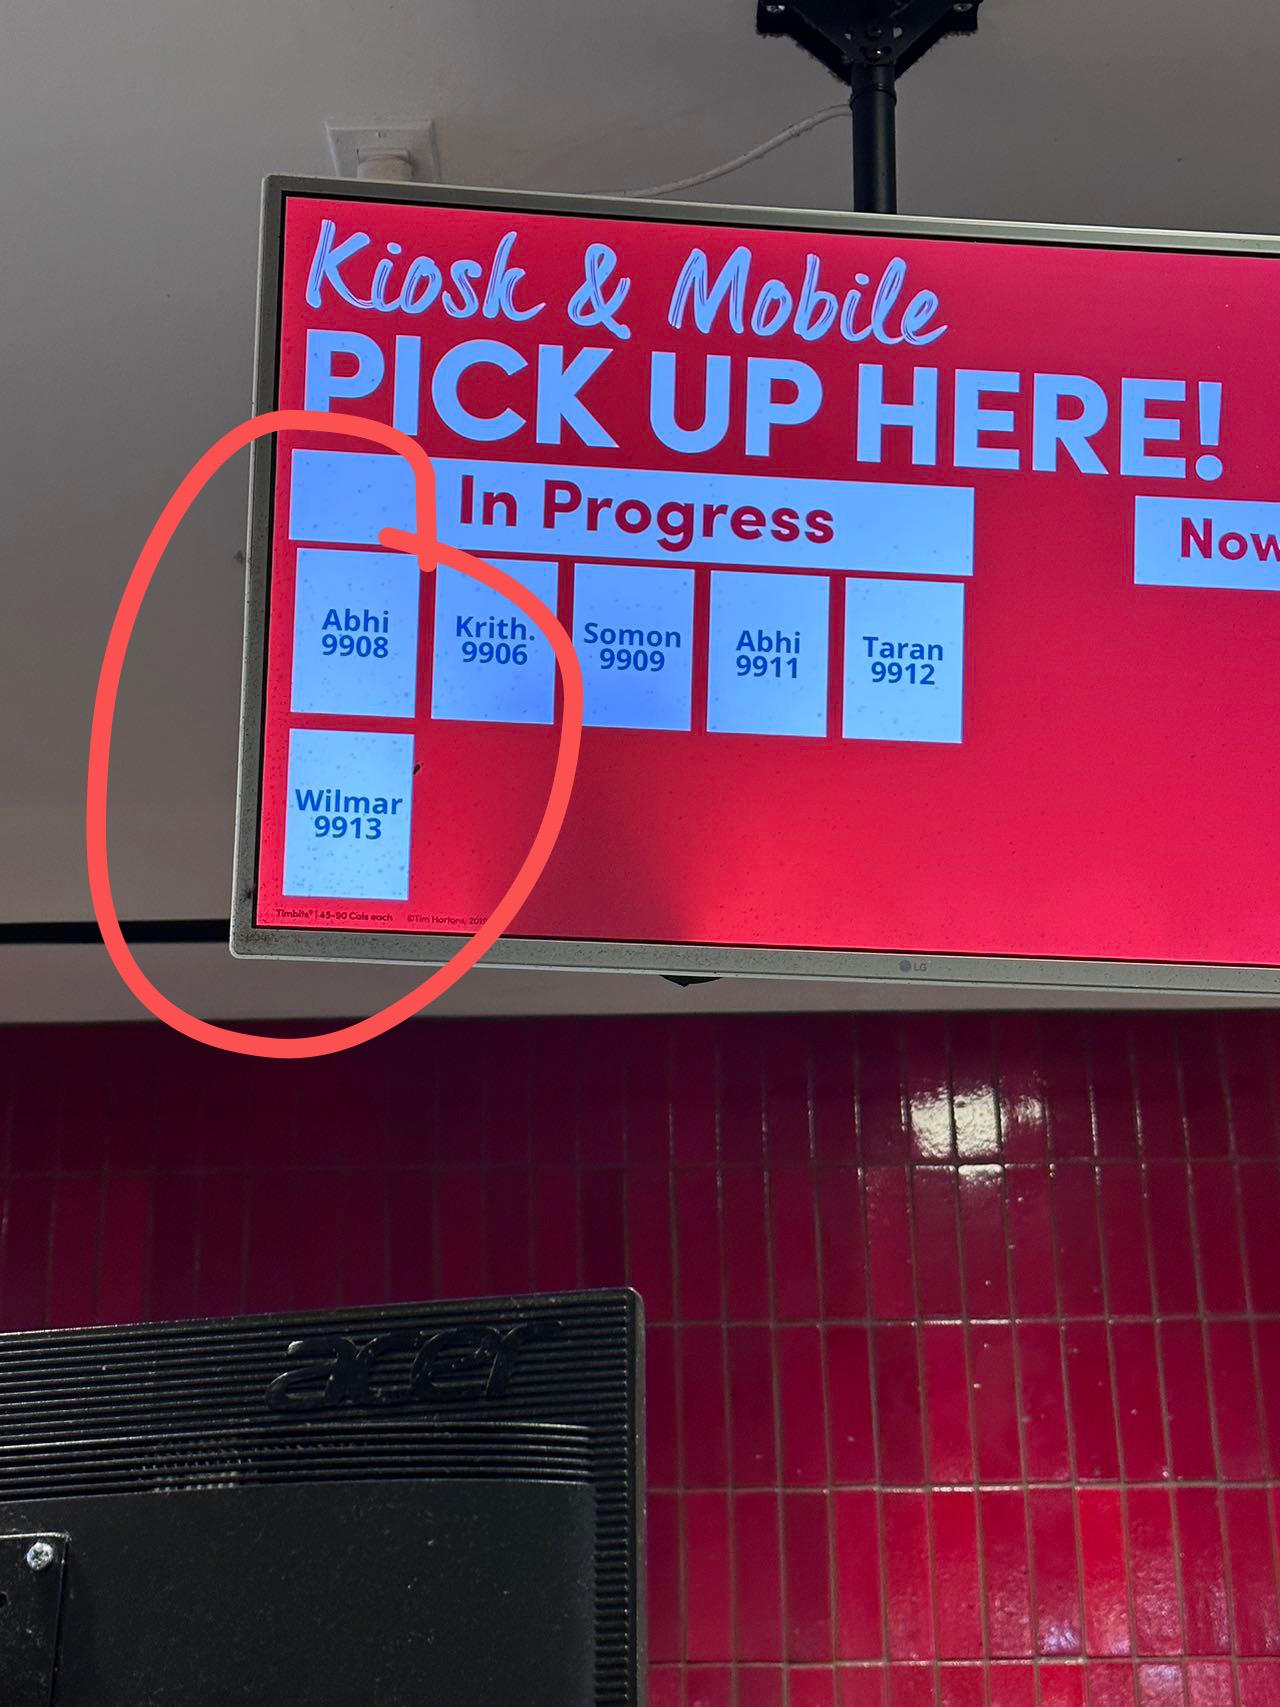 Kiosk & Mobile
PICK UP HERE!
In Progress
Now
Abhi
9908
Krith.
9906
Somon
9909
Abhi
9911
Taran
9912
Wilmar
9913
Timbits® | 45-90 Cals each ©Tim Hortons, 2019
LG
acer